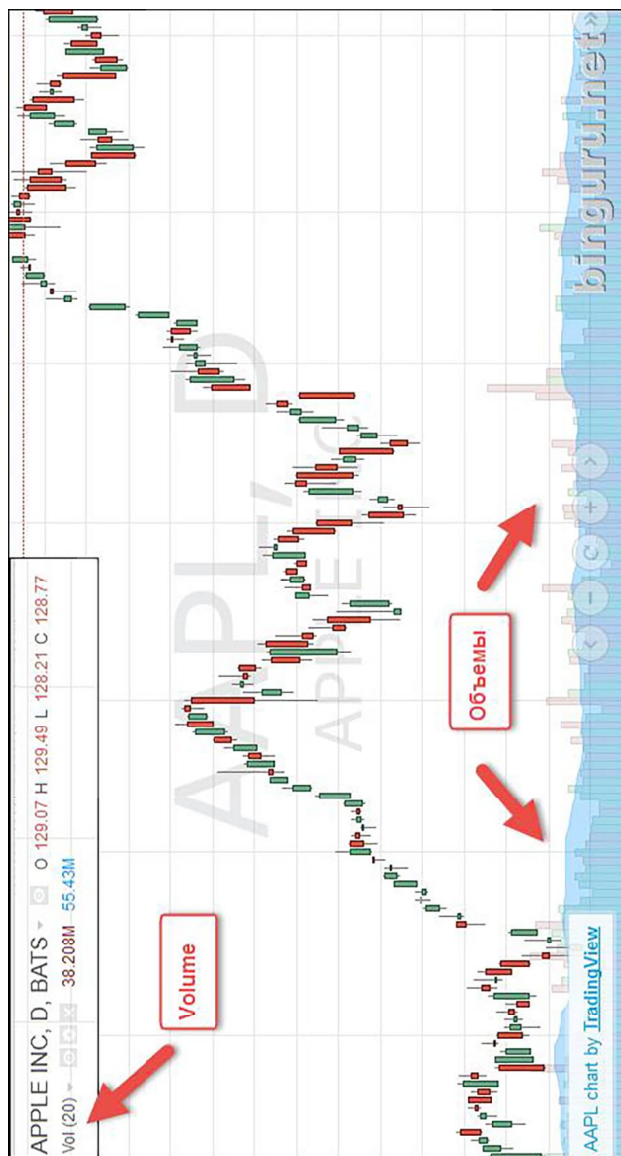 APPLE INC, D, BATS O 129.07 H 129.49 L 128.21 C 128.77
Vol (20) 38.208M 55.43M
Volume
AAPL, D
APPLE INC
Объемы
AAPL chart by TradingView
binguru.net